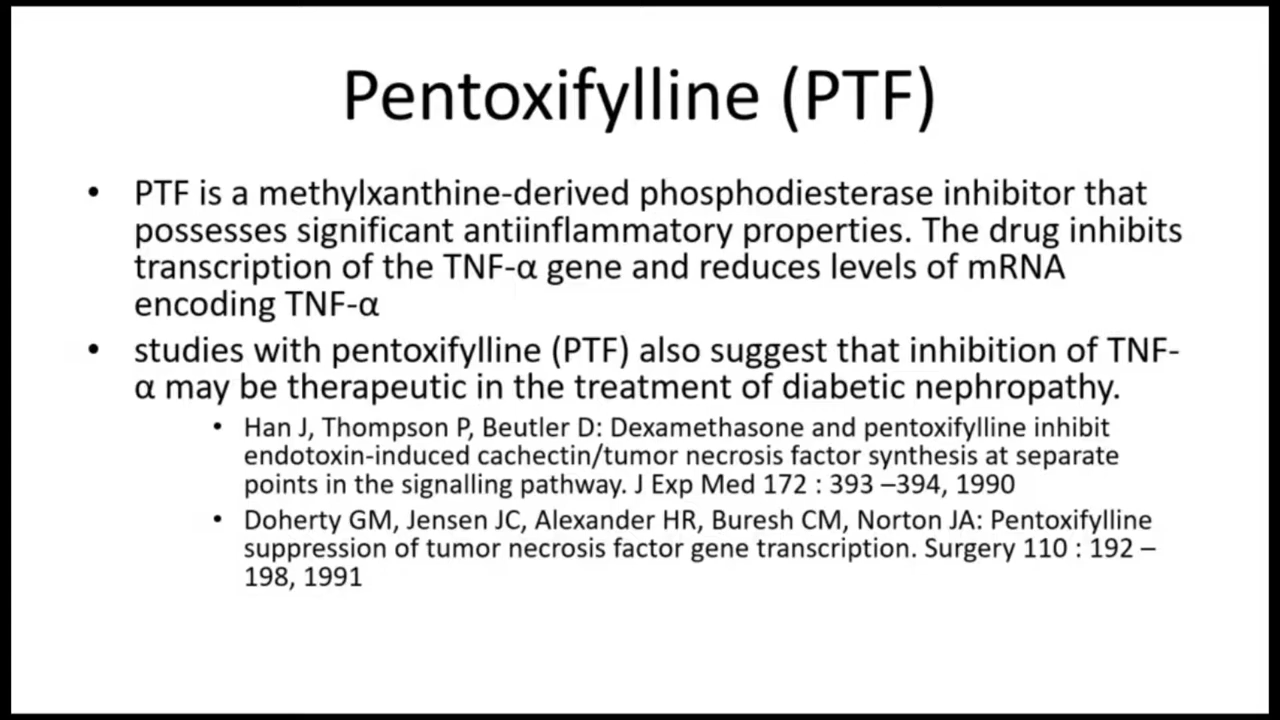 Pentoxifylline (PTF)
• PTF is a methylxanthine-derived phosphodiesterase inhibitor that
possesses significant antiinflammatory properties. The drug inhibits
transcription of the TNF-α gene and reduces levels of mRNA
encoding TNF-α
• studies with pentoxifylline (PTF) also suggest that inhibition of TNF-
α may be therapeutic in the treatment of diabetic nephropathy.
• Han J, Thompson P, Beutler D: Dexamethasone and pentoxifylline inhibit
endotoxin-induced cachectin/tumor necrosis factor synthesis at separate
points in the signalling pathway. J Exp Med 172 : 393 –394, 1990
• Doherty GM, Jensen JC, Alexander HR, Buresh CM, Norton JA: Pentoxifylline
suppression of tumor necrosis factor gene transcription. Surgery 110 : 192 –
198, 1991